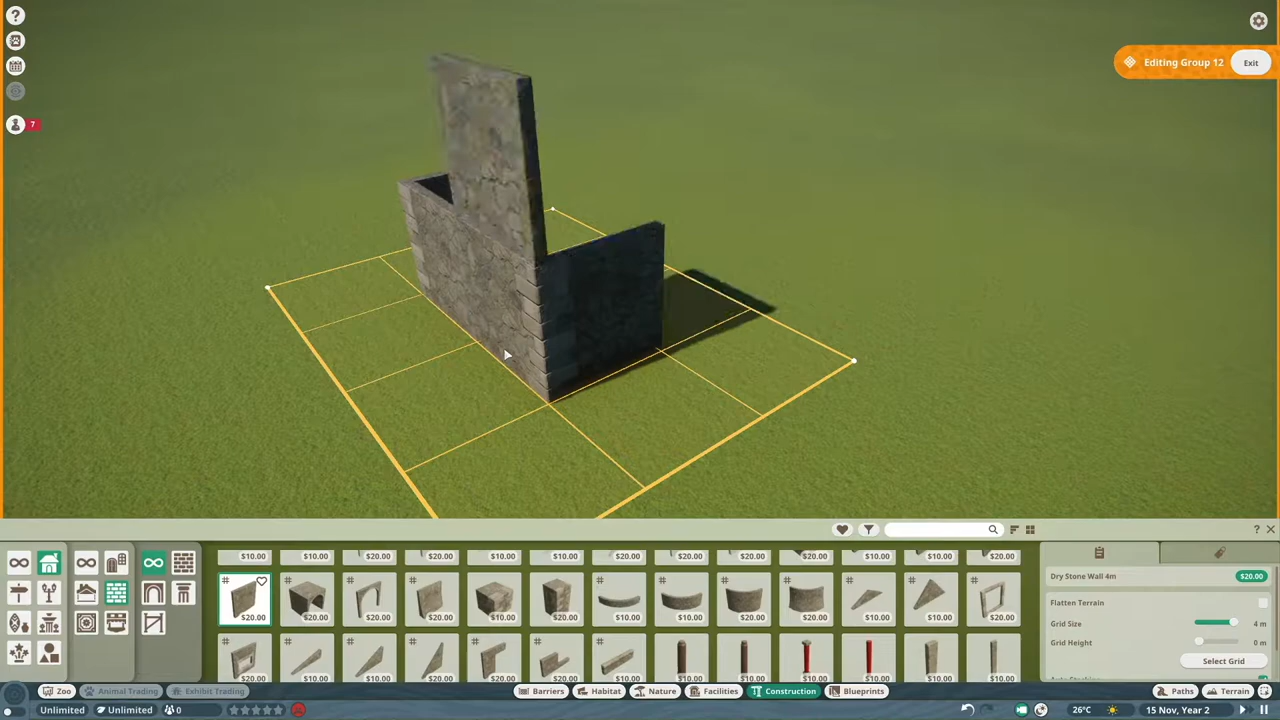 ?
Editing Group 12
Exit
7
?
$10.00 $10.00 $20.00 $20.00 $10.00 $10.00 $20.00 $20.00 $20.00 $20.00 $10.00 $20.00 $20.00
Dry Stone Wall 4m
$20.00
Flatten Terrain
# # # # # # # # # # # # #
$20.00 $20.00 $20.00 $20.00 $20.00 $20.00 $10.00 $10.00 $20.00 $20.00 $10.00 $10.00 $20.00
Grid Size
4 m
Grid Height
0 m
# # # # # # #
Select Grid
$20.00 $10.00 $20.00 $20.00 $20.00 $20.00 $10.00 $10.00 $10.00 $10.00 $10.00 $10.00 $10.00
Zoo
Animal Trading
Exhibit Trading
Barriers
Habitat
Nature
Facilities
Construction
Blueprints
Paths
Terrain
Unlimited
Unlimited
0
26°C
15 Nov, Year 2